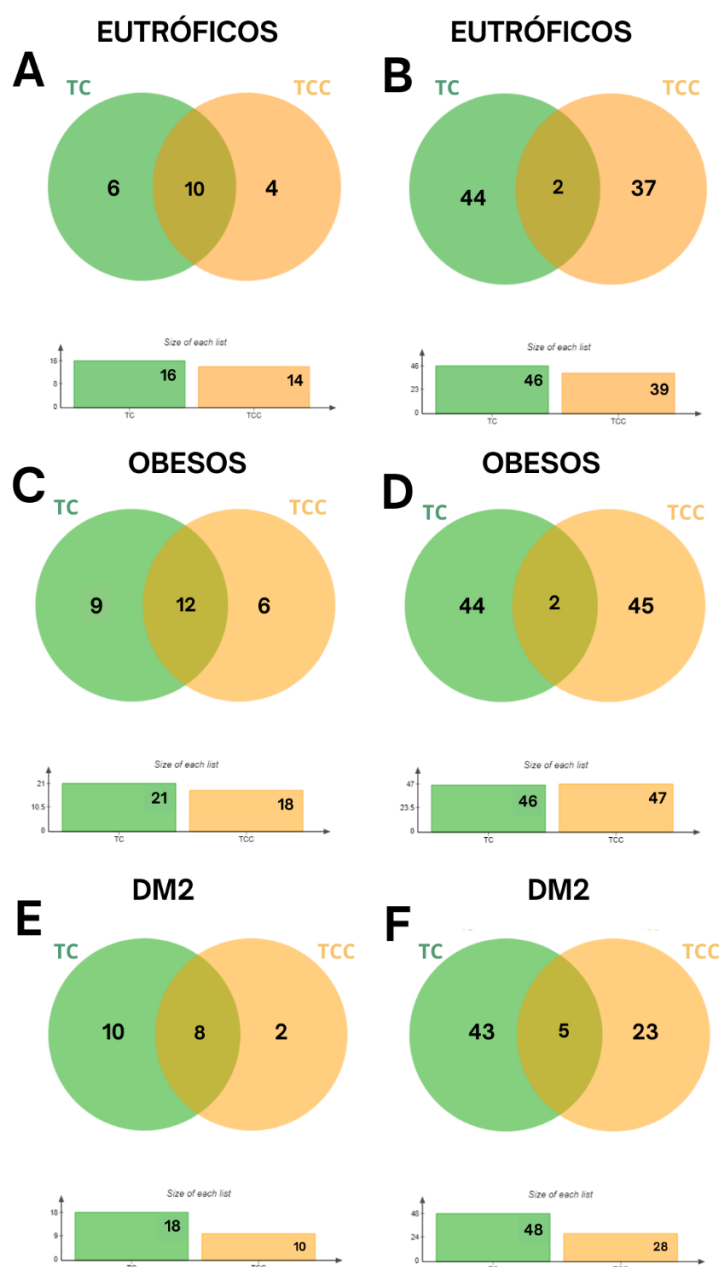 EUTRÓFICOS
A
TC
TCC
6
10
4
Size of each list
16
8
0
16
14
TC
TCC
EUTRÓFICOS
B
TC
TCC
44
2
37
Size of each list
46
23
0
46
39
TC
TCC
OBESOS
C
TC
TCC
9
12
6
Size of each list
21
10.5
0
21
18
TC
TCC
OBESOS
D
TC
TCC
44
2
45
Size of each list
47
23.5
0
46
47
TC
TCC
DM2
E
TC
TCC
10
8
2
Size of each list
18
9
0
18
10
TC
TCC
DM2
F
TC
TCC
43
5
23
Size of each list
48
24
0
48
28